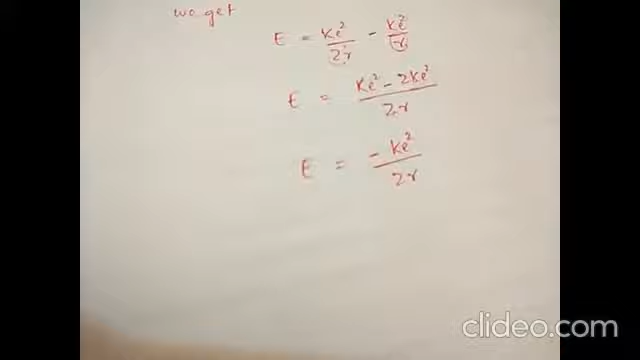 we get
E = Ke²/2r - Ke²/r
E = Ke² - 2Ke²/2r
E = -Ke²/2r
clideo.com